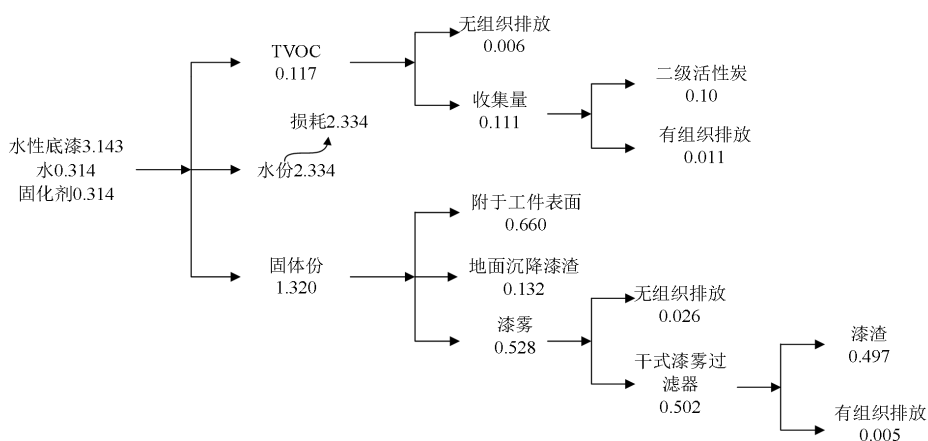 水性底漆3.143
水0.314
固化剂0.314
TVOC
0.117
无组织排放
0.006
收集量
0.111
二级活性炭
0.10
有组织排放
0.011
损耗2.334
水份2.334
固体份
1.320
附于工件表面
0.660
地面沉降漆渣
0.132
漆雾
0.528
无组织排放
0.026
干式漆雾过
滤器
0.502
漆渣
0.497
有组织排放
0.005